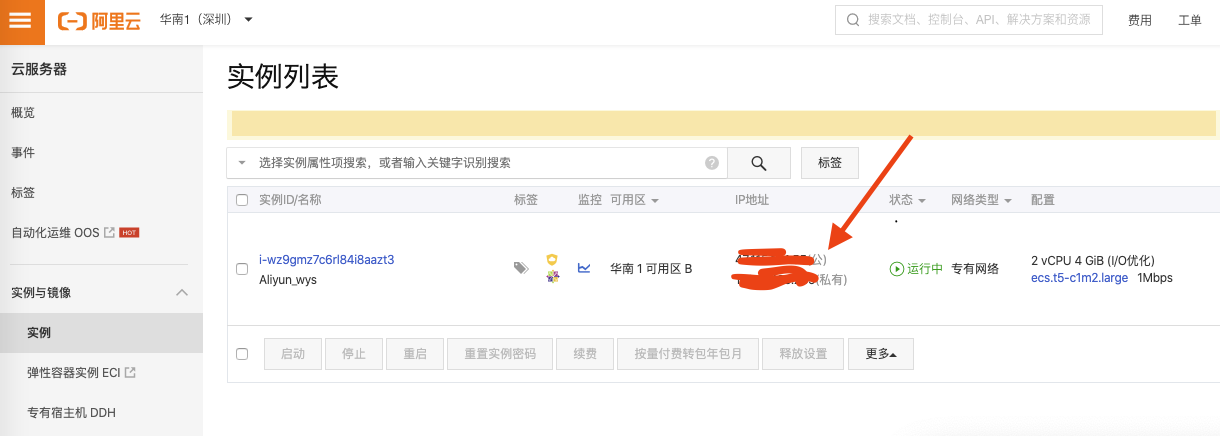 阿里云 华南1（深圳） 搜索文档、控制台、API、解决方案和资源 费用 工单
云服务器
实例列表
概览
事件
选择实例属性项搜索，或者输入关键字识别搜索 ? 标签
标签
实例ID/名称 标签 监控 可用区 IP地址 状态 网络类型 配置
自动化运维 OOS HOT
i-wz9gmz7c6rl84i8aazt3
Aliyun_wys
华南 1 可用区 B
(公)
(私有)
运行中
专有网络
2 vCPU 4 GiB (I/O优化)
ecs.t5-c1m2.large 1Mbps
实例与镜像
实例
启动 停止 重启 重置实例密码 续费 按量付费转包年包月 释放设置 更多
弹性容器实例 ECI
专有宿主机 DDH